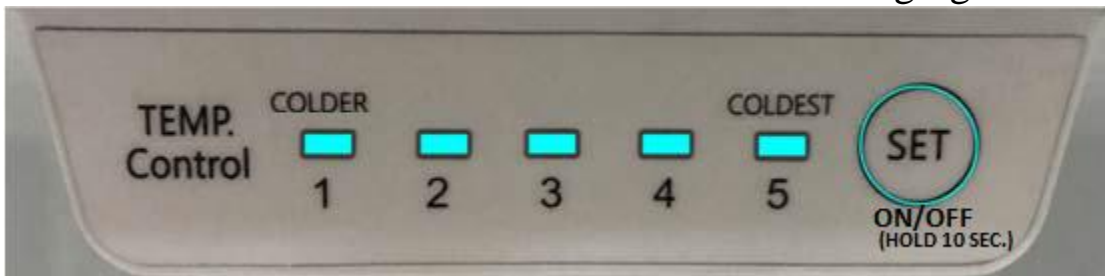 TEMP.
Control
COLDER
COLDEST
1 2 3 4 5
SET
ON/OFF
(HOLD 10 SEC.)